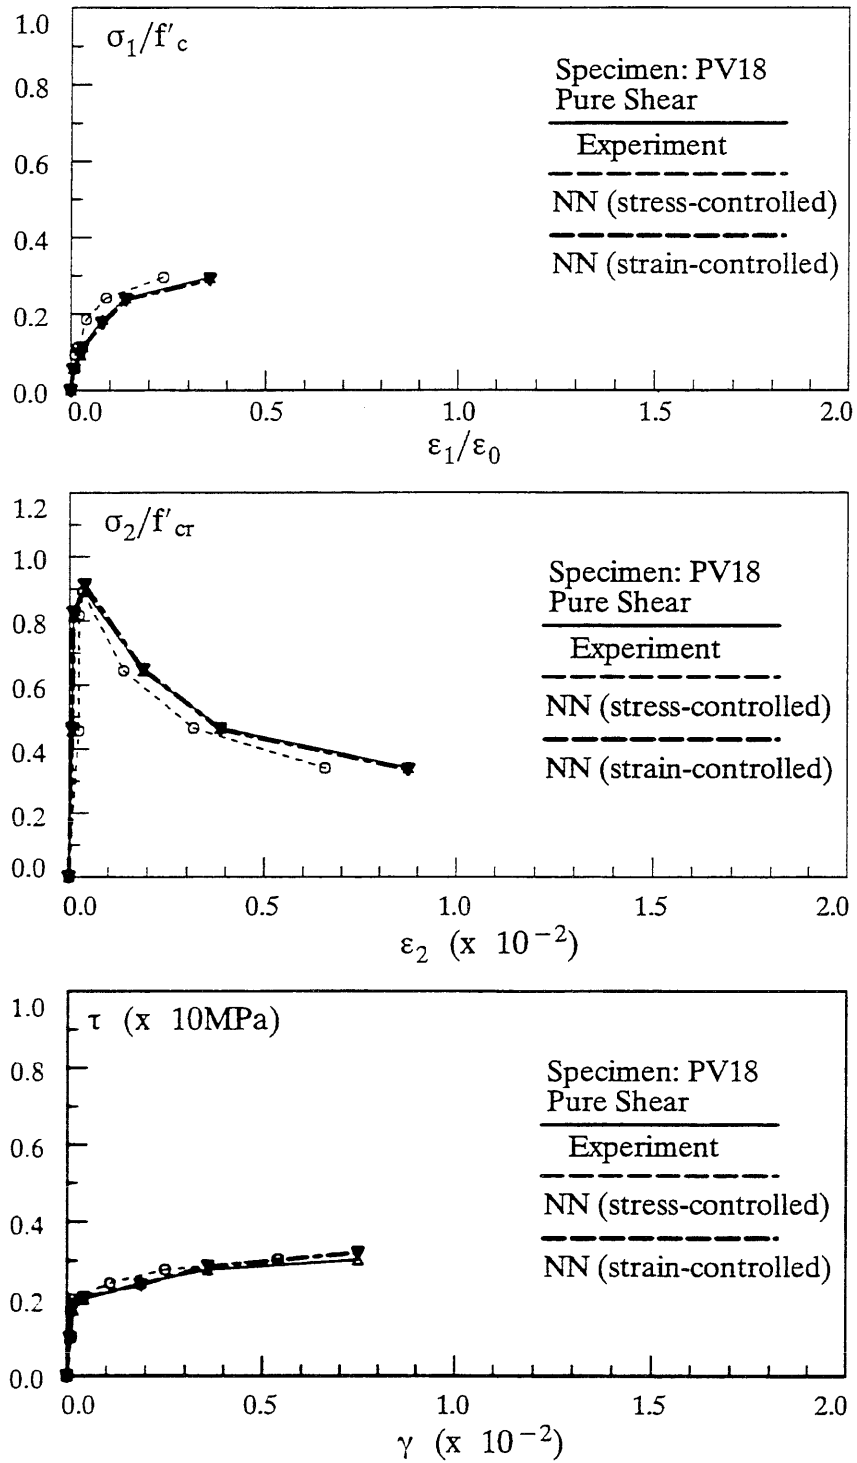 1.0
σ₁/f′c
0.8
0.6
0.4
0.2
0.0
Specimen: PV18
Pure Shear
Experiment
NN (stress-controlled)
NN (strain-controlled)
0.0 0.5 1.0 1.5 2.0
ε₁/ε₀
1.2
σ₂/f′cr
1.0
0.8
0.6
0.4
0.2
0.0
Specimen: PV18
Pure Shear
Experiment
NN (stress-controlled)
NN (strain-controlled)
0.0 0.5 1.0 1.5 2.0
ε₂ (x 10⁻²)
1.0
τ (x 10MPa)
0.8
0.6
0.4
0.2
0.0
Specimen: PV18
Pure Shear
Experiment
NN (stress-controlled)
NN (strain-controlled)
0.0 0.5 1.0 1.5 2.0
γ (x 10⁻²)